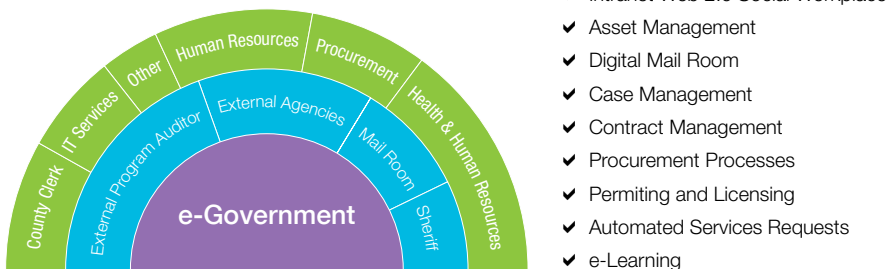 County Clerk
IT Services
Other
Human Resources
Procurement
Health & Human Resources
External Program Auditor
External Agencies
Mail Room
Sheriff
e-Government
Asset Management
Digital Mail Room
Case Management
Contract Management
Procurement Processes
Permiting and Licensing
Automated Services Requests
e-Learning